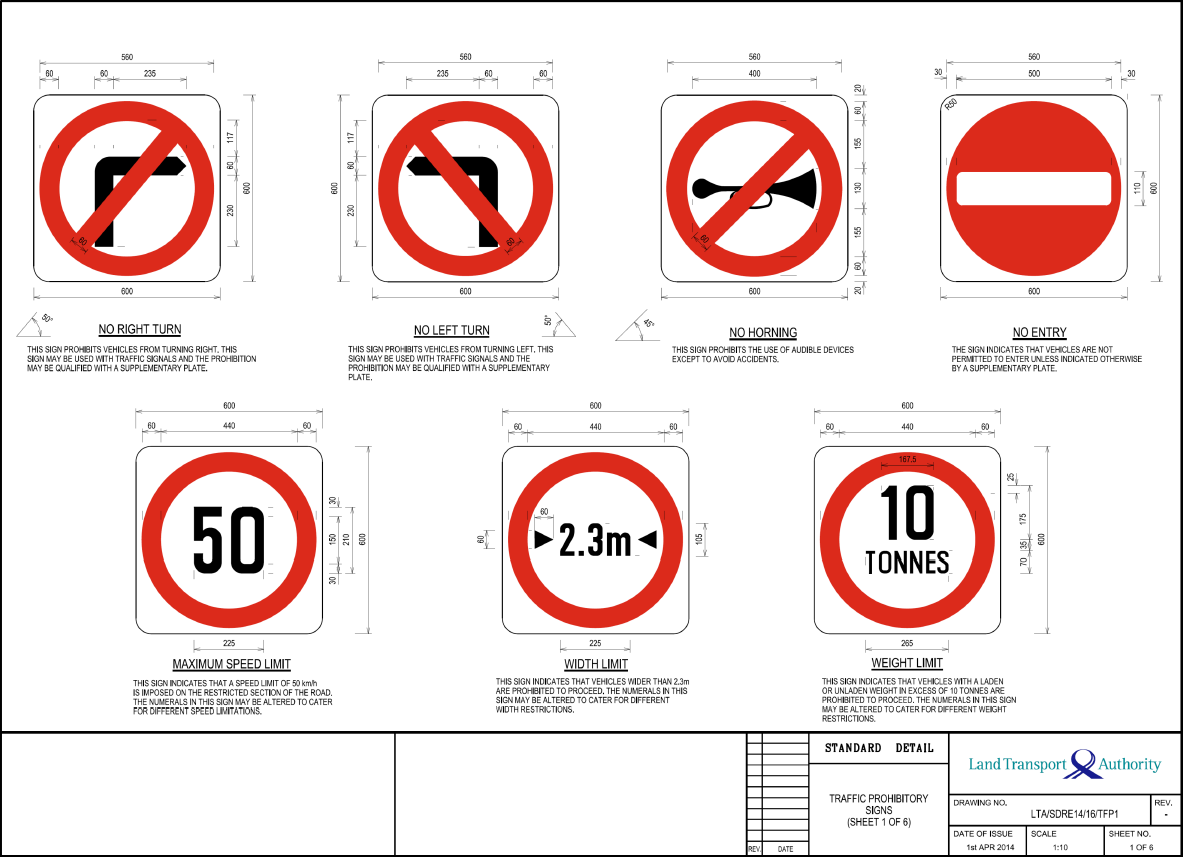 560
60 60 235
117
60
230
600
600
50°
NO RIGHT TURN
THIS SIGN PROHIBITS VEHICLES FROM TURNING RIGHT. THIS
SIGN MAY BE USED WITH TRAFFIC SIGNALS AND THE PROHIBITION
MAY BE QUALIFIED WITH A SUPPLEMENTARY PLATE.
60
560
235 60 60
600
117
60
230
60
600
50°
NO LEFT TURN
THIS SIGN PROHIBITS VEHICLES FROM TURNING LEFT. THIS
SIGN MAY BE USED WITH TRAFFIC SIGNALS AND THE
PROHIBITION MAY BE QUALIFIED WITH A SUPPLEMENTARY
PLATE.
560
400
20
60
155
130
155
60
20
60
600
45°
NO HORNING
THIS SIGN PROHIBITS THE USE OF AUDIBLE DEVICES
EXCEPT TO AVOID ACCIDENTS.
560
30 500 30
R50
110
600
600
NO ENTRY
THE SIGN INDICATES THAT VEHICLES ARE NOT
PERMITTED TO ENTER UNLESS INDICATED OTHERWISE
BY A SUPPLEMENTARY PLATE.
600
60 440 60
50
30
150
30
210
600
225
MAXIMUM SPEED LIMIT
THIS SIGN INDICATES THAT A SPEED LIMIT OF 50 km/h
IS IMPOSED ON THE RESTRICTED SECTION OF THE ROAD.
THE NUMERALS IN THIS SIGN MAY BE ALTERED TO CATER
FOR DIFFERENT SPEED LIMITATIONS.
600
60 440 60
60
60
2.3m
105
225
WIDTH LIMIT
THIS SIGN INDICATES THAT VEHICLES WIDER THAN 2.3m
ARE PROHIBITED TO PROCEED. THE NUMERALS IN THIS
SIGN MAY BE ALTERED TO CATER FOR DIFFERENT
WIDTH RESTRICTIONS.
600
60 440 60
167.5
10
TONNES
25
175
35
70
600
265
WEIGHT LIMIT
THIS SIGN INDICATES THAT VEHICLES WITH A LADEN
OR UNLADEN WEIGHT IN EXCESS OF 10 TONNES ARE
PROHIBITED TO PROCEED. THE NUMERALS IN THIS SIGN
MAY BE ALTERED TO CATER FOR DIFFERENT WEIGHT
RESTRICTIONS.
REV. DATE
STANDARD DETAIL
TRAFFIC PROHIBITORY
SIGNS
(SHEET 1 OF 6)
Land Transport Authority
DRAWING NO.
LTA/SDRE14/16/TFP1
REV.
-
DATE OF ISSUE
1st APR 2014
SCALE
1:10
SHEET NO.
1 OF 6